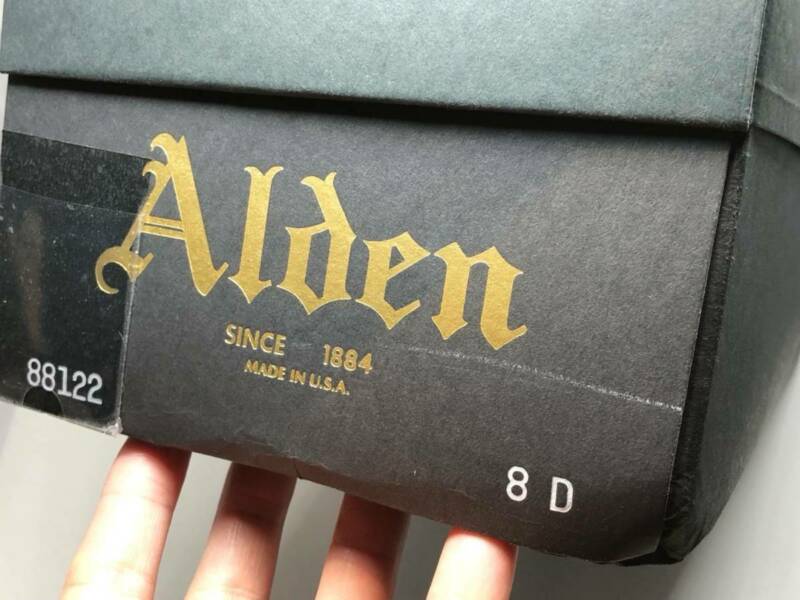 Alden
SINCE 1884
MADE IN U.S.A.
88122
8 D